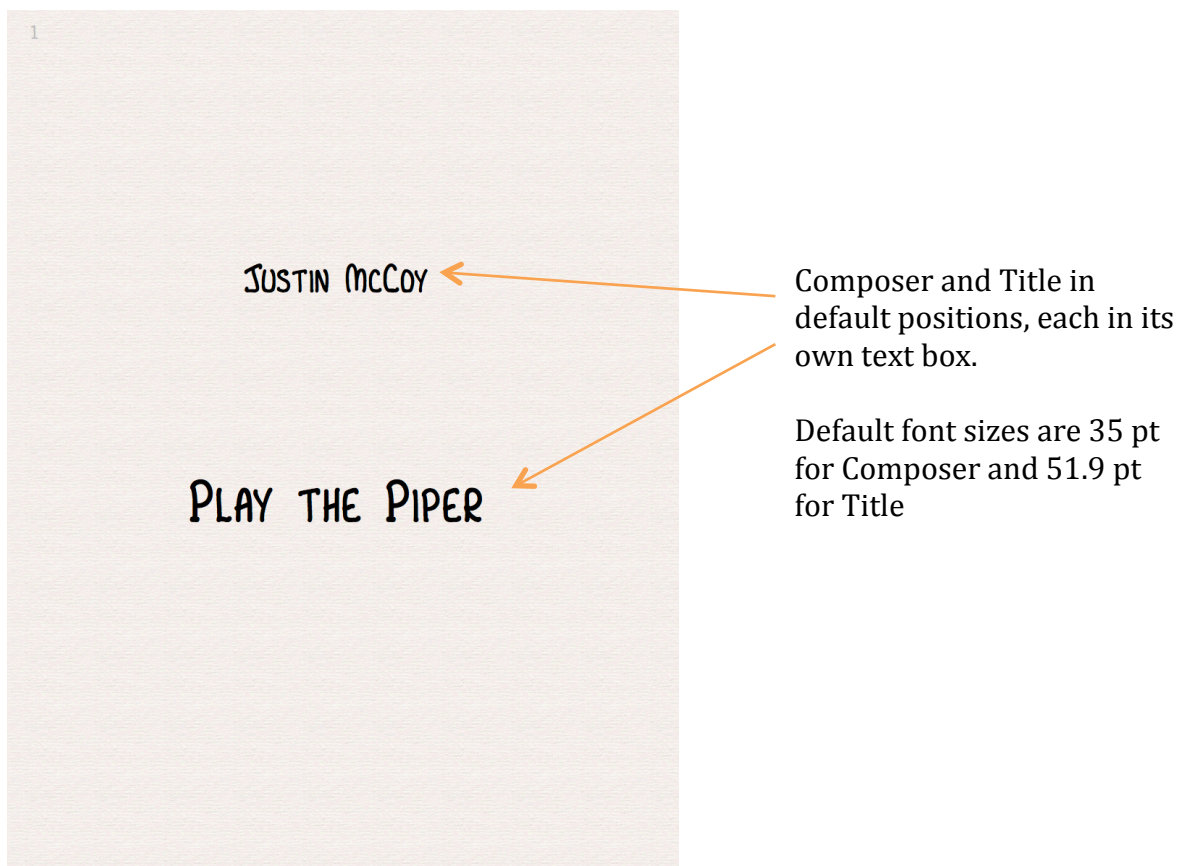 1
Justin McCoy
Play the Piper
Composer and Title in
default positions, each in its
own text box.
Default font sizes are 35 pt
for Composer and 51.9 pt
for Title